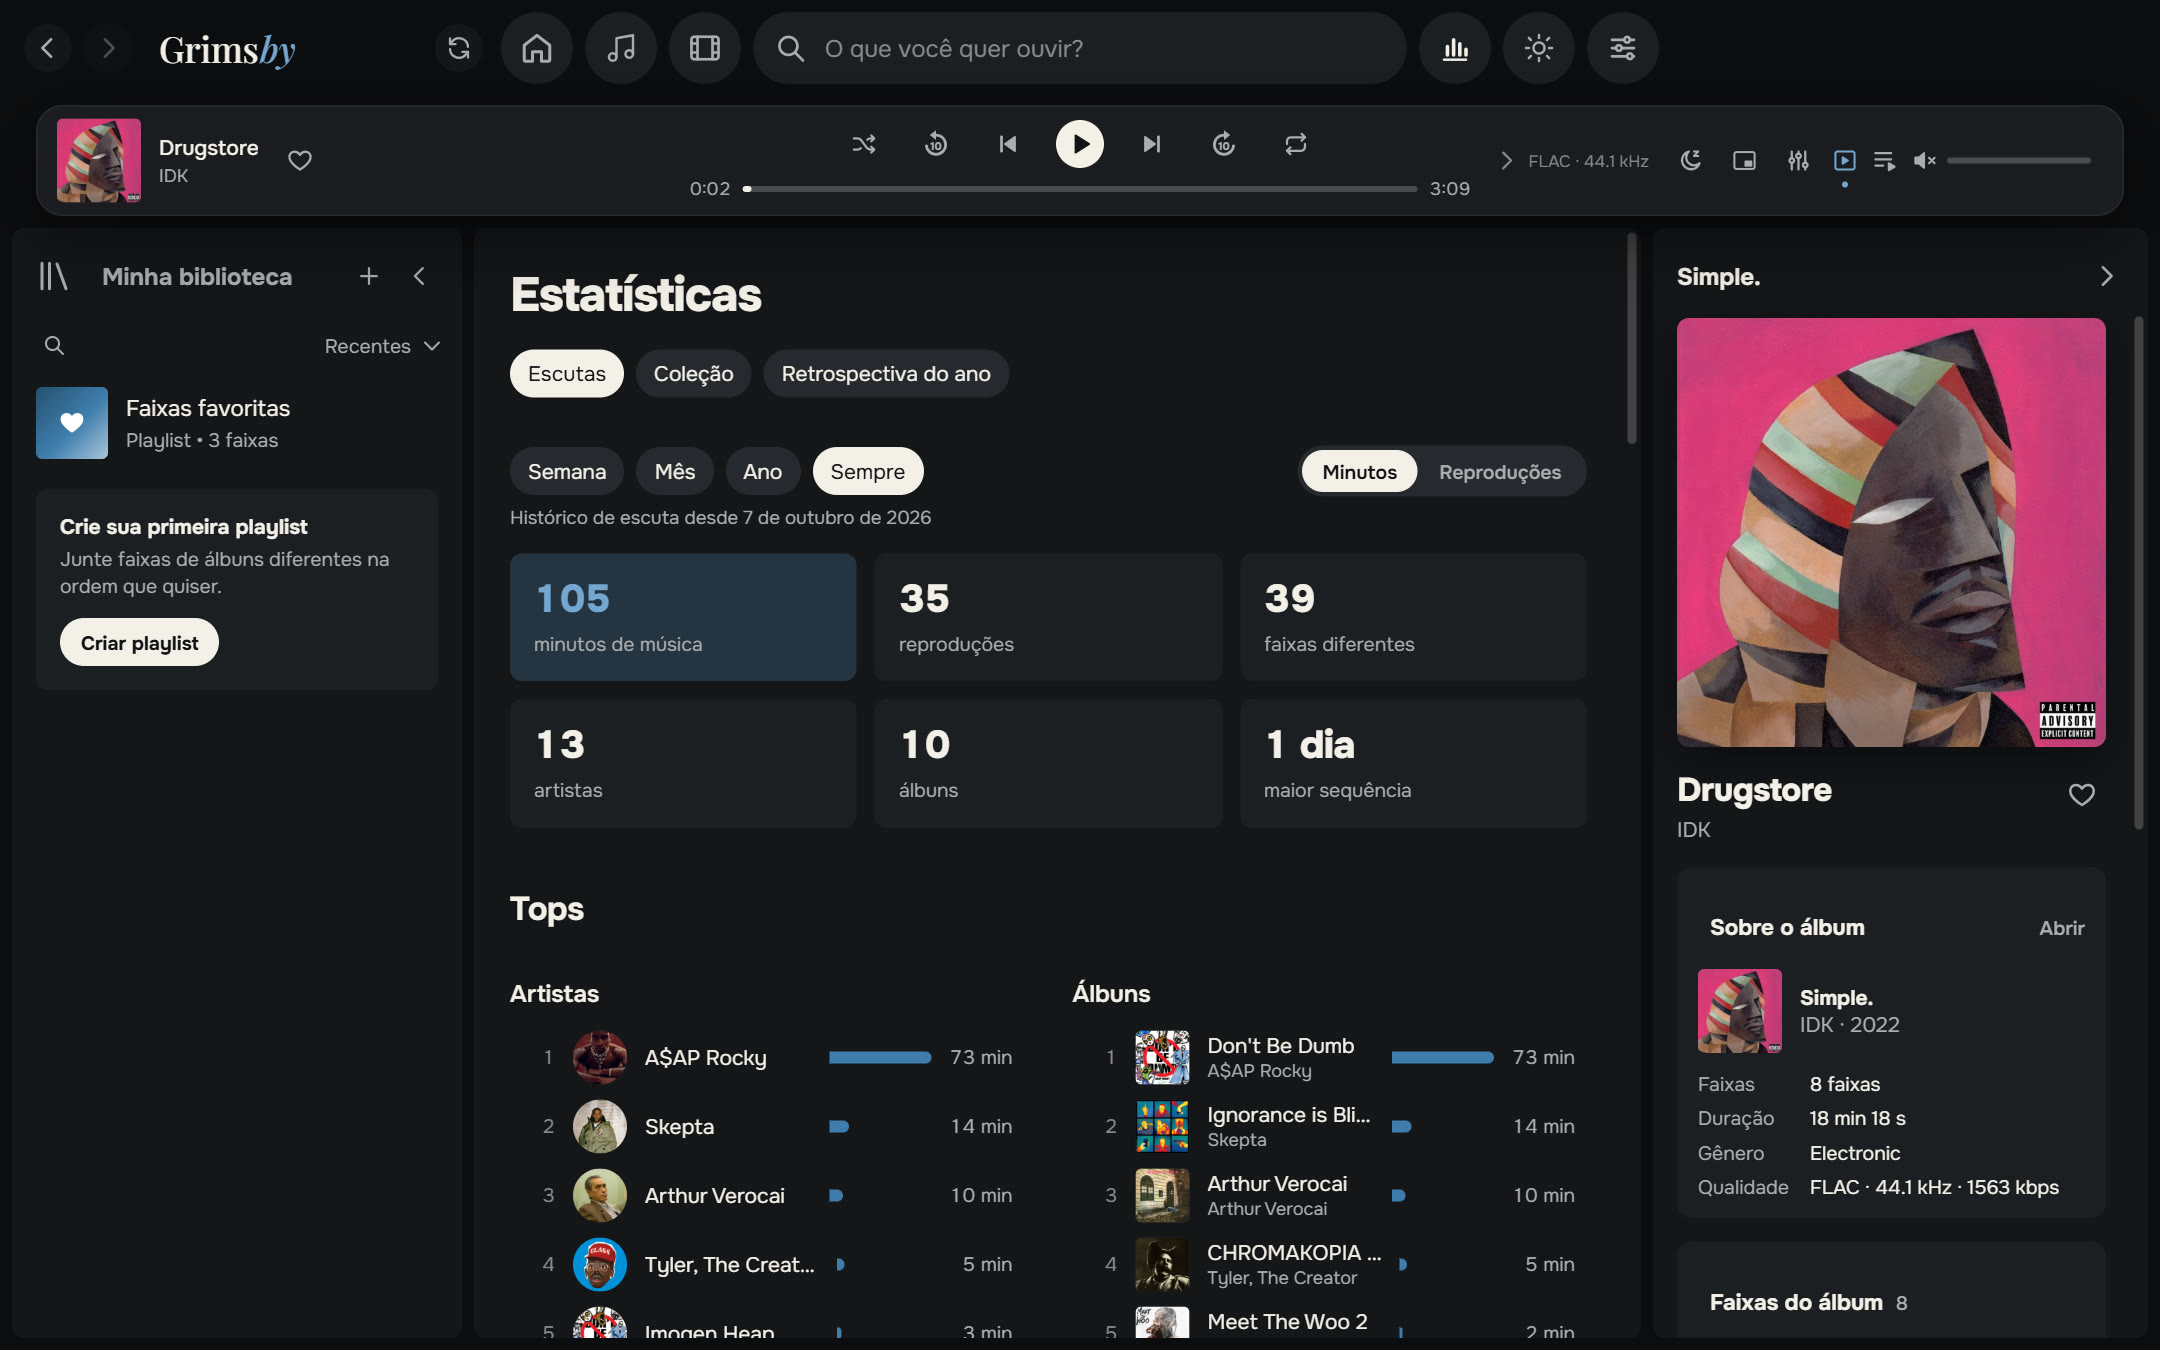 Grimsby
O que você quer ouvir?
Drugstore
IDK
10
10
0:02
3:09
FLAC · 44.1 kHz
Minha biblioteca
Recentes
Faixas favoritas
Playlist • 3 faixas
Crie sua primeira playlist
Junte faixas de álbuns diferentes na
ordem que quiser.
Criar playlist
Estatísticas
Escutas
Coleção
Retrospectiva do ano
Semana
Mês
Ano
Sempre
Minutos
Reproduções
Histórico de escuta desde 7 de outubro de 2026
105
minutos de música
35
reproduções
39
faixas diferentes
13
artistas
10
álbuns
1 dia
maior sequência
Tops
Artistas
1 A$AP Rocky 73 min
2 Skepta 14 min
3 Arthur Verocai 10 min
4 Tyler, The Creat... 5 min
5 Imogen Heap 3 min
Álbuns
1 Don't Be Dumb 73 min
A$AP Rocky
2 Ignorance is Bli... 14 min
Skepta
3 Arthur Verocai 10 min
Arthur Verocai
4 CHROMAKOPIA ... 5 min
Tyler, The Creator
5 Meet The Woo 2 2 min
Simple.
PARENTAL
ADVISORY
EXPLICIT CONTENT
Drugstore
IDK
Sobre o álbum
Abrir
Simple.
IDK · 2022
Faixas 8 faixas
Duração 18 min 18 s
Gênero Electronic
Qualidade FLAC · 44.1 kHz · 1563 kbps
Faixas do álbum 8